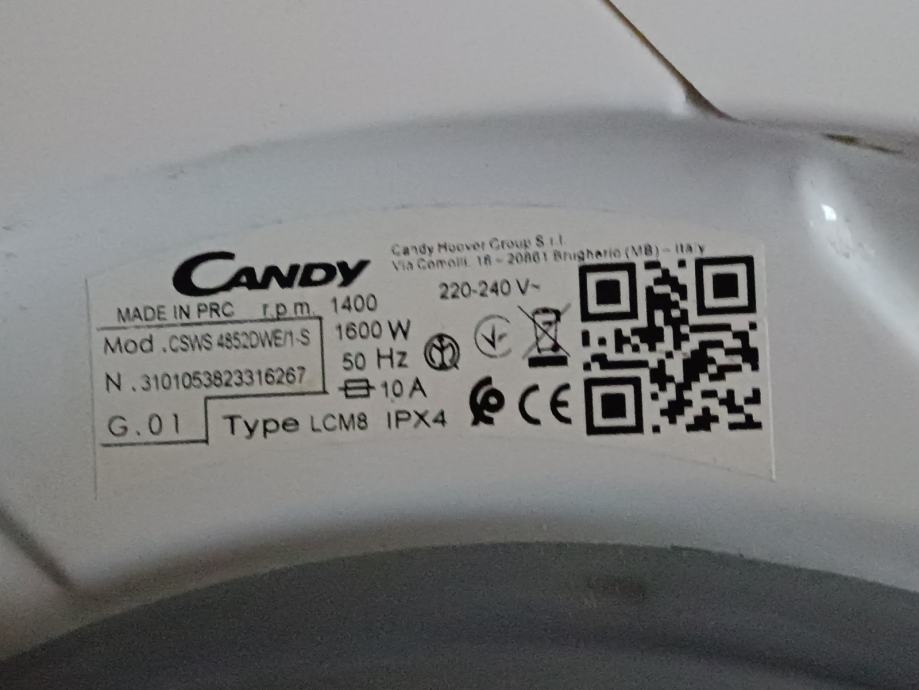 CANDY
Candy Hoover Group S.r.l.
Via Comolli, 16 - 20861 Brugherio (MB) - Italy
MADE IN PRC r.p.m. 1400
220-240 V~
Mod .CSWS 4852DWE/1-S
1600 W
50 Hz
N .3101053823316267
10 A
G.01
Type LCM8 IPX4
CE